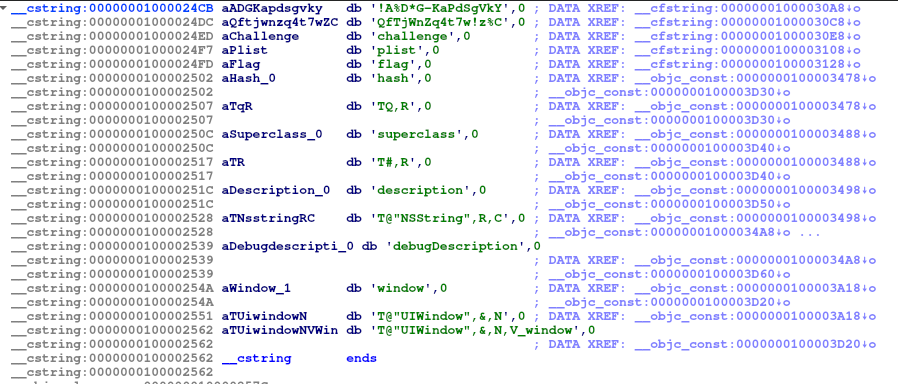 __cstring:00000001000024CB aADGKapdsgvky db '!A%D*G-KaPdSgVkY',0 ; DATA XREF: __cfstring:00000001000030A8↓o
__cstring:00000001000024DC aQftjwnzq4t7wZC db 'QfTjWnZq4t7w!z%C',0 ; DATA XREF: __cfstring:00000001000030C8↓o
__cstring:00000001000024ED aChallenge db 'challenge',0 ; DATA XREF: __cfstring:00000001000030E8↓o
__cstring:00000001000024F7 aPlist db 'plist',0 ; DATA XREF: __cfstring:0000000100003108↓o
__cstring:00000001000024FD aFlag db 'flag',0 ; DATA XREF: __cfstring:0000000100003128↓o
__cstring:0000000100002502 aHash_0 db 'hash',0 ; DATA XREF: __objc_const:0000000100003478↓o
__cstring:0000000100002502 ; __objc_const:0000000100003D30↓o
__cstring:0000000100002507 aTqR db 'TQ,R',0 ; DATA XREF: __objc_const:0000000100003478↓o
__cstring:0000000100002507 ; __objc_const:0000000100003D30↓o
__cstring:000000010000250C aSuperclass_0 db 'superclass',0 ; DATA XREF: __objc_const:0000000100003488↓o
__cstring:000000010000250C ; __objc_const:0000000100003D40↓o
__cstring:0000000100002517 aTR db 'T#,R',0 ; DATA XREF: __objc_const:0000000100003488↓o
__cstring:0000000100002517 ; __objc_const:0000000100003D40↓o
__cstring:000000010000251C aDescription_0 db 'description',0 ; DATA XREF: __objc_const:0000000100003498↓o
__cstring:000000010000251C ; __objc_const:0000000100003D50↓o
__cstring:0000000100002528 aTNsstringRC db 'T@"NSString",R,C',0 ; DATA XREF: __objc_const:0000000100003498↓o
__cstring:0000000100002528 ; __objc_const:00000001000034A8↓o ...
__cstring:0000000100002539 aDebugdescripti_0 db 'debugDescription',0
__cstring:0000000100002539 ; DATA XREF: __objc_const:00000001000034A8↓o
__cstring:0000000100002539 ; __objc_const:0000000100003D60↓o
__cstring:000000010000254A aWindow_1 db 'window',0 ; DATA XREF: __objc_const:0000000100003A18↓o
__cstring:000000010000254A ; __objc_const:0000000100003D20↓o
__cstring:0000000100002551 aTUiwindowN db 'T@"UIWindow",&,N',0 ; DATA XREF: __objc_const:0000000100003A18↓o
__cstring:0000000100002562 aTUiwindowNVWin db 'T@"UIWindow",&,N,V_window',0
__cstring:0000000100002562 ; DATA XREF: __objc_const:0000000100003D20↓o
__cstring:0000000100002562 __cstring ends
__cstring:0000000100002562